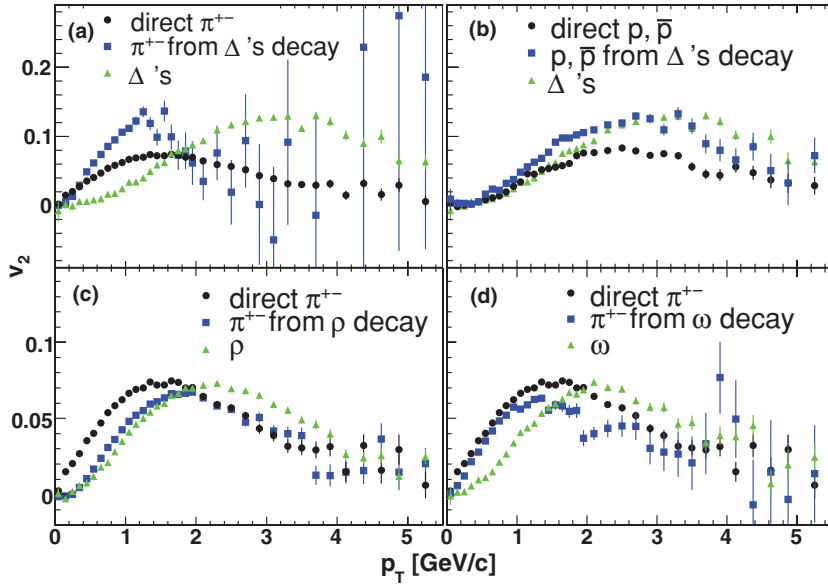 (a)
direct π⁺⁻
π⁺⁻ from Δ 's decay
Δ 's
(b)
direct p, p̅
p, p̅ from Δ 's decay
Δ 's
0.2
0.1
0
v₂
(c)
direct π⁺⁻
π⁺⁻ from ρ decay
ρ
(d)
direct π⁺⁻
π⁺⁻ from ω decay
ω
0.1
0.05
0
0 1 2 3 4 5 0 1 2 3 4 5
p_T [GeV/c]